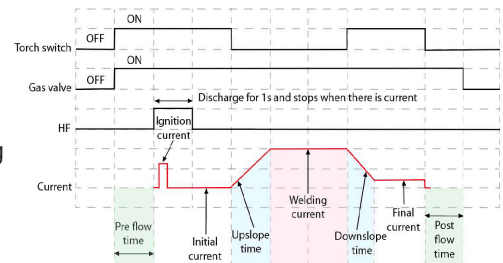 ON
OFF
Torch switch
ON
OFF
Gas valve
Discharge for 1s and stops when there is current
HF
Ignition
current
g
Current
Welding
current
Pre flow
time
Initial
current
Upslope
time
Downslope
time
Final
current
Post
flow
time